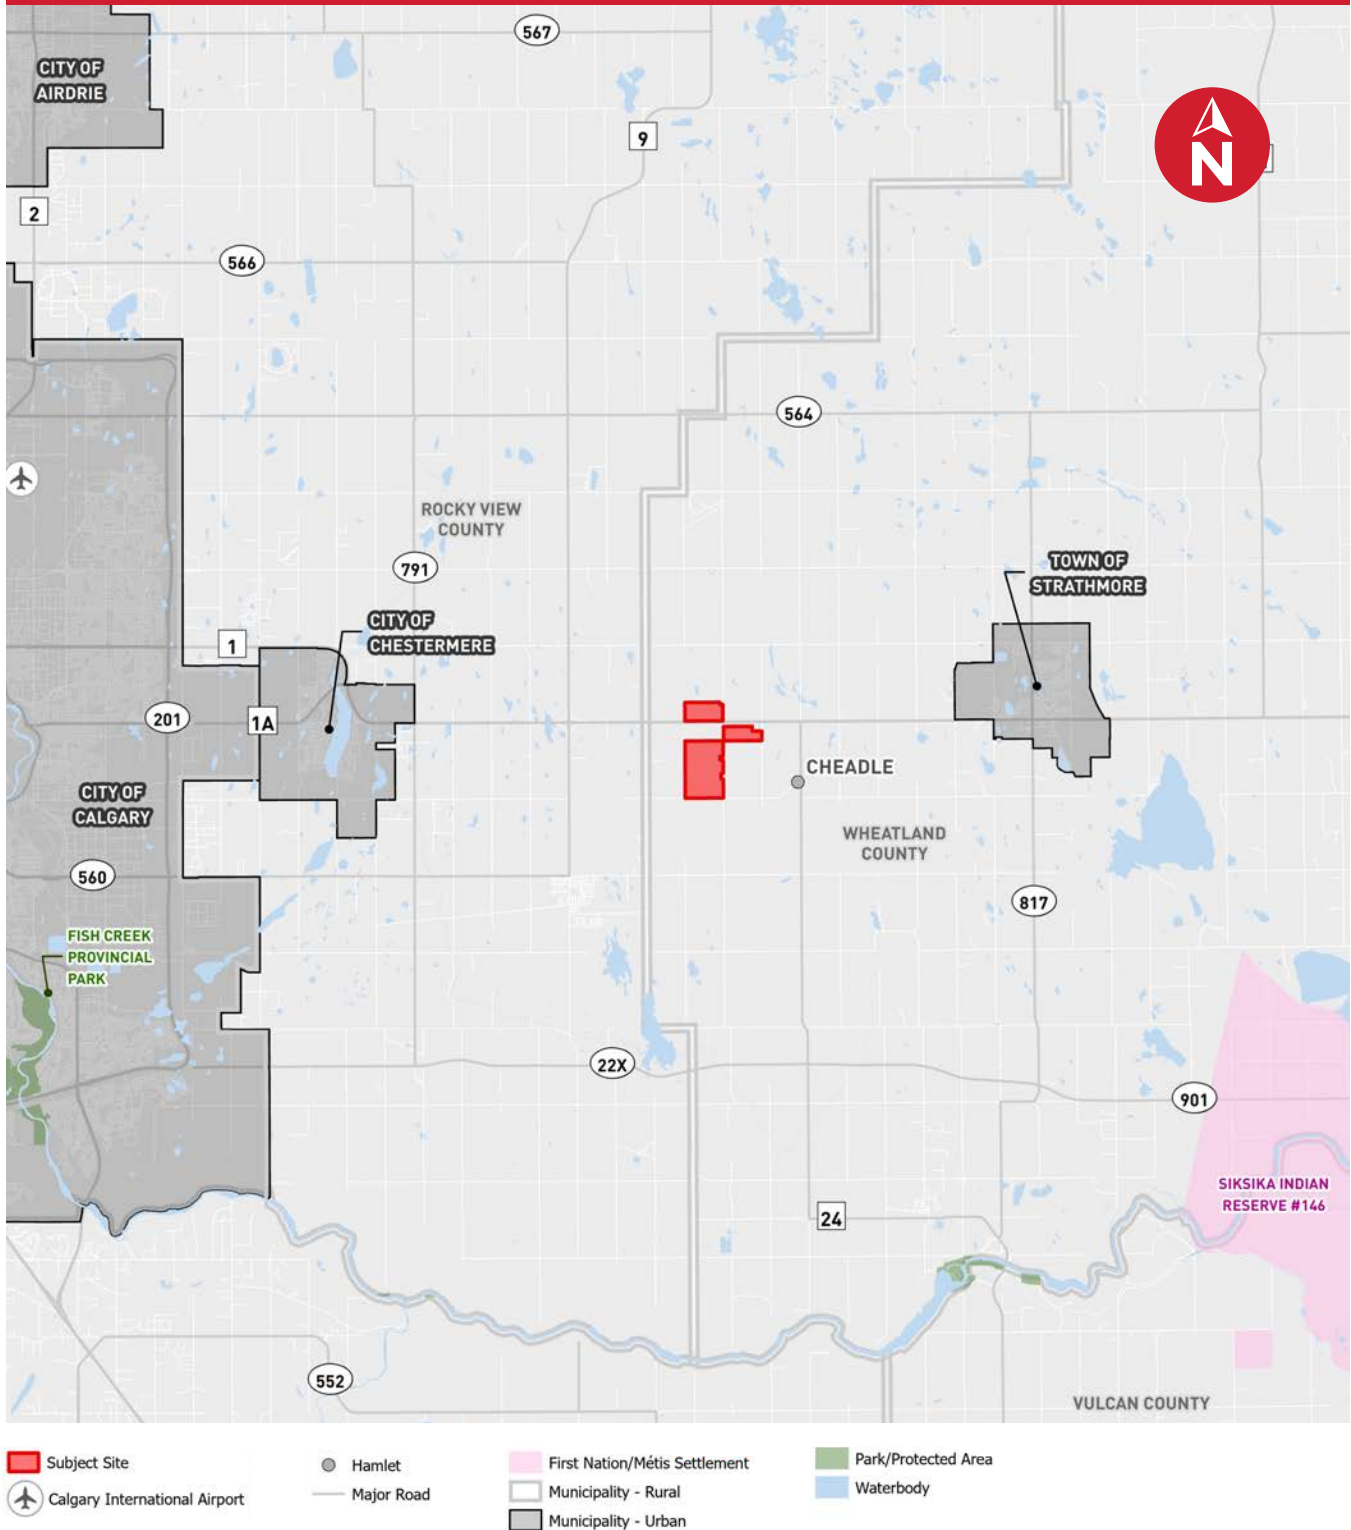 567
CITY OF
AIRDRIE
9
N
2
566
564
ROCKY VIEW
COUNTY
791
TOWN OF
STRATHMORE
CITY OF
CHESTERMERE
1
201
1A
CHEADLE
CITY OF
CALGARY
WHEATLAND
COUNTY
560
817
FISH CREEK
PROVINCIAL
PARK
22X
901
SIKSIKA INDIAN
RESERVE #146
24
552
VULCAN COUNTY
Subject Site
Calgary International Airport
Hamlet
Major Road
First Nation/Métis Settlement
Municipality - Rural
Municipality - Urban
Park/Protected Area
Waterbody